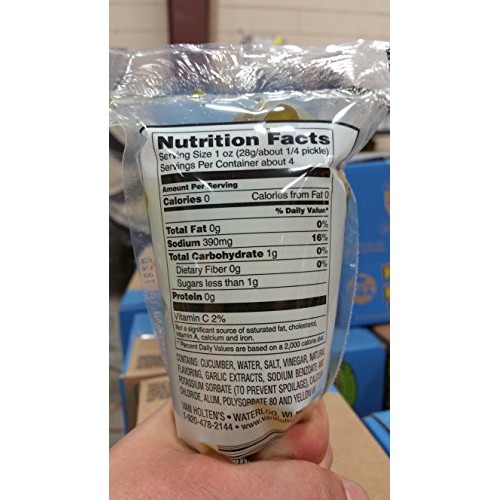 Nutrition Facts
Serving Size 1 oz (28g/about 1/4 pickle)
Servings Per Container about 4
Amount Per Serving
Calories 0 Calories from Fat 0
% Daily Value*
Total Fat 0g 0%
Sodium 390mg 16%
Total Carbohydrate 1g 0%
Dietary Fiber 0g 0%
Sugars less than 1g
Protein 0g
Vitamin C 2%
Not a significant source of saturated fat, cholesterol,
vitamin A, calcium and iron.
*Percent Daily Values are based on a 2,000 calorie diet.
CONTAINS: CUCUMBER, WATER, SALT, VINEGAR, NATURAL
FLAVORING, GARLIC EXTRACTS, SODIUM BENZOATE AND
POTASSIUM SORBATE (TO PREVENT SPOILAGE), CALCIUM
CHLORIDE, ALUM, POLYSORBATE 80 AND YELLOW
VAN HOLTEN'S • WATERLOO, WI
1-920-478-2144 •